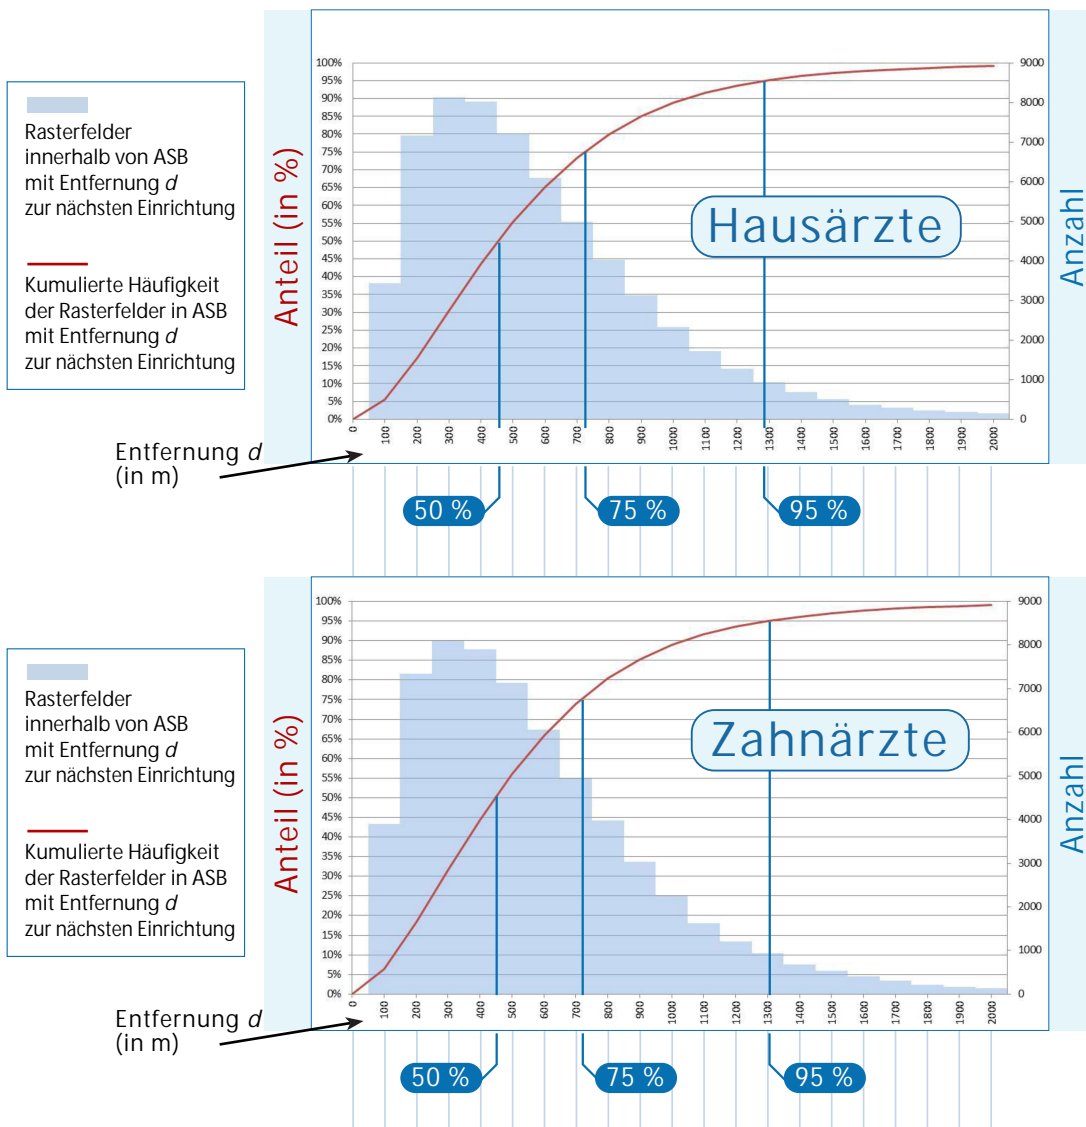 Rasterfelder
innerhalb von ASB
mit Entfernung d
zur nächsten Einrichtung
Kumulierte Häufigkeit
der Rasterfelder in ASB
mit Entfernung d
zur nächsten Einrichtung
Anteil (in %)
100%
95%
90%
85%
80%
75%
70%
65%
60%
55%
50%
45%
40%
35%
30%
25%
20%
15%
10%
5%
0%
Hausärzte
9000
8000
7000
6000
5000
4000
3000
2000
1000
0
Anzahl
0 100 200 300 400 500 600 700 800 900 1000 1100 1200 1300 1400 1500 1600 1700 1800 1900 2000
Entfernung d
(in m)
50 % 75 % 95 %
Rasterfelder
innerhalb von ASB
mit Entfernung d
zur nächsten Einrichtung
Kumulierte Häufigkeit
der Rasterfelder in ASB
mit Entfernung d
zur nächsten Einrichtung
Anteil (in %)
100%
95%
90%
85%
80%
75%
70%
65%
60%
55%
50%
45%
40%
35%
30%
25%
20%
15%
10%
5%
0%
Zahnärzte
9000
8000
7000
6000
5000
4000
3000
2000
1000
0
Anzahl
0 100 200 300 400 500 600 700 800 900 1000 1100 1200 1300 1400 1500 1600 1700 1800 1900 2000
Entfernung d
(in m)
50 % 75 % 95 %